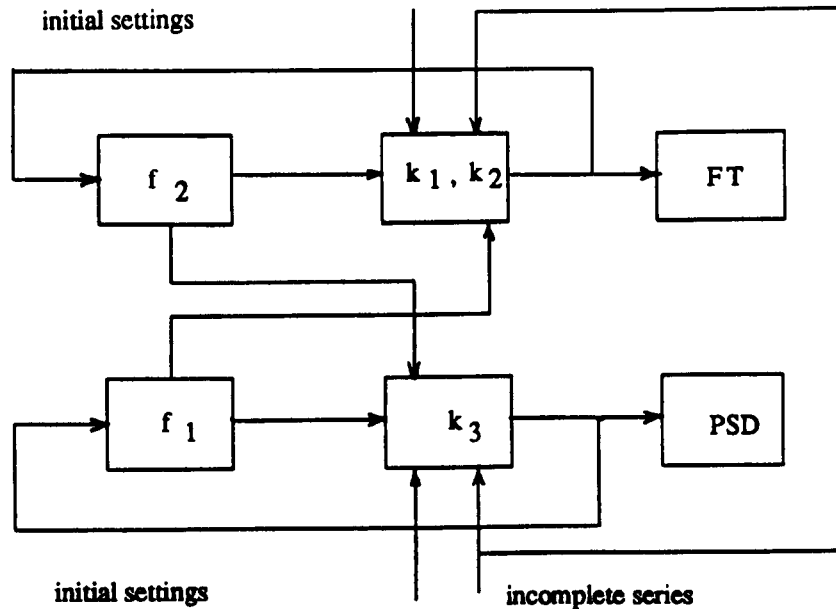 initial settings
f 2
k 1 , k 2
FT
f 1
k 3
PSD
initial settings
incomplete series